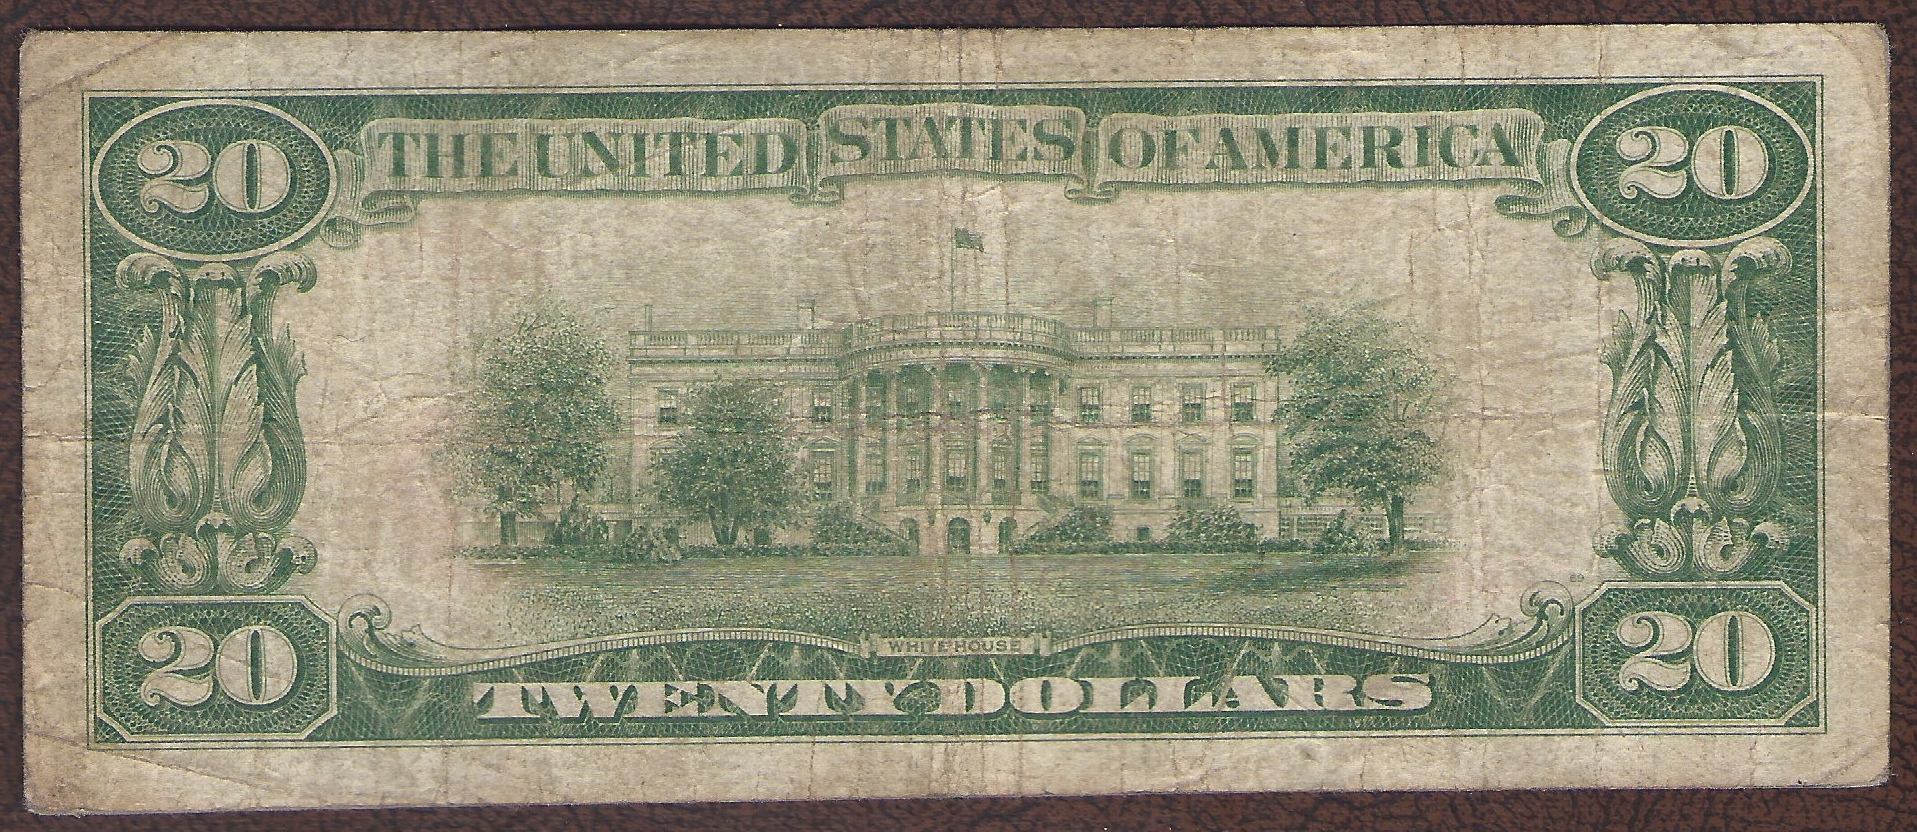 20 THE UNITED STATES OF AMERICA 20
WHITE HOUSE
20 TWENTY DOLLARS 20